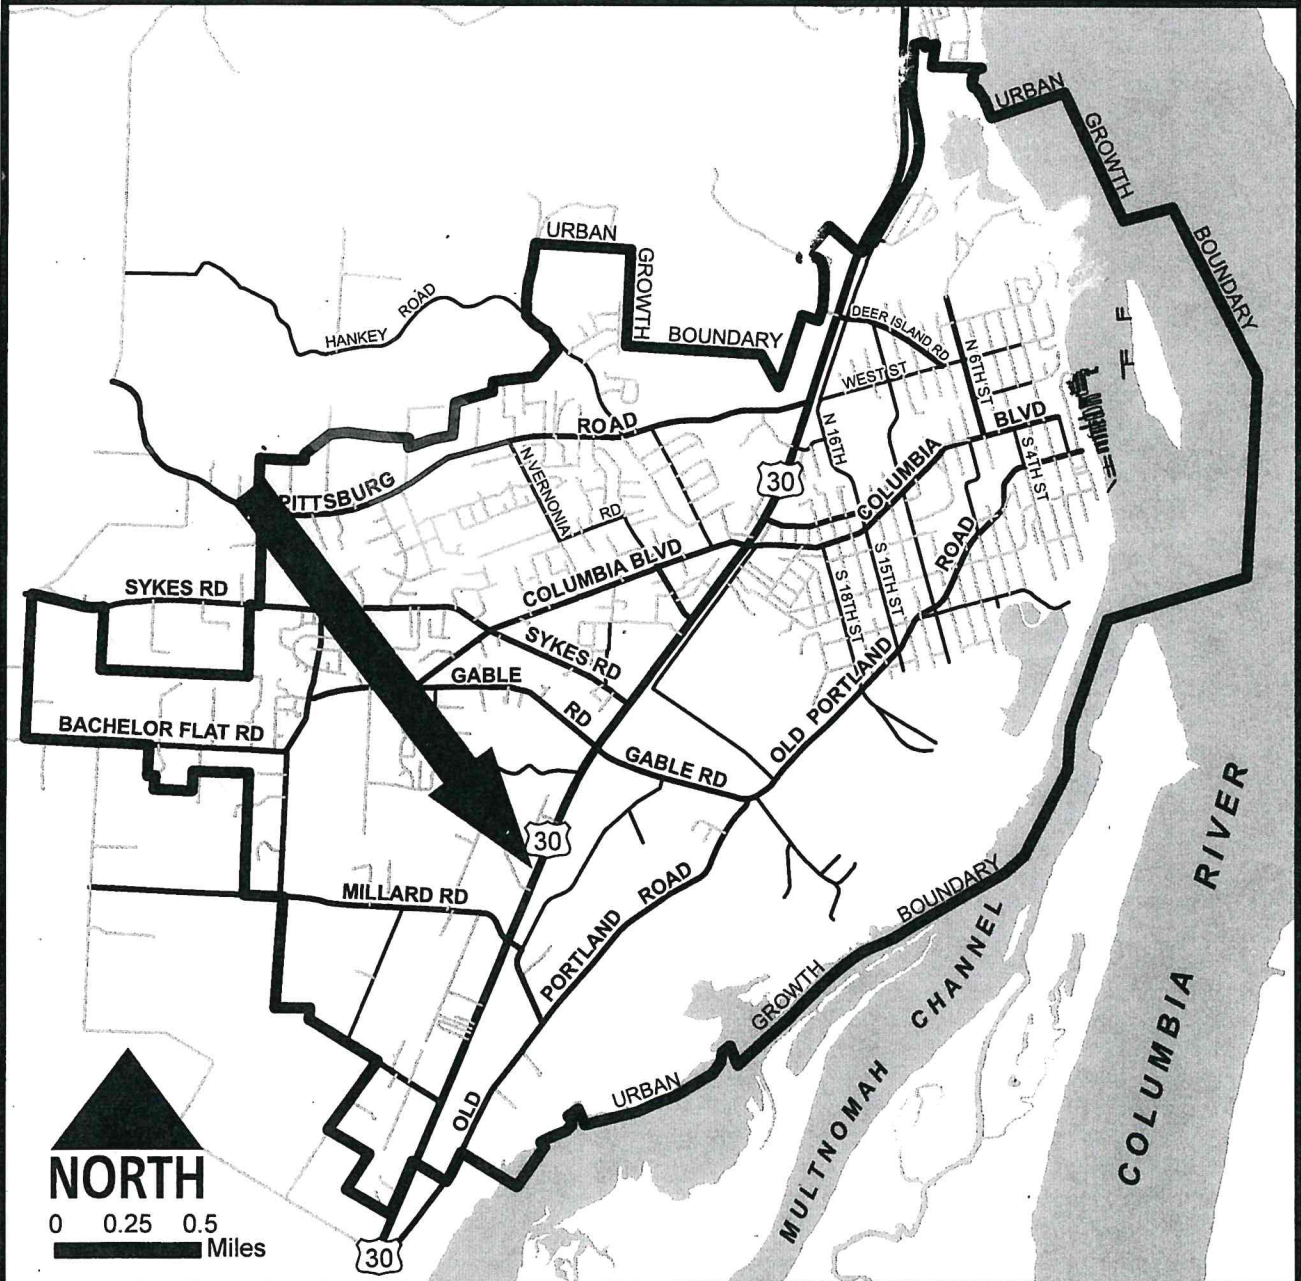 URBAN
GROWTH
BOUNDARY
URBAN
GROWTH
BOUNDARY
HANKEY ROAD
DEER ISLAND RD
WEST ST
N 6TH ST
N 16TH
ROAD
BLVD
COLUMBIA
S 4TH ST
30
PITTSBURG
N VERNONIA
RD
COLUMBIA BLVD
ROAD
S 15TH ST
S 18TH ST
SYKES RD
SYKES RD
GABLE
RD
OLD PORTLAND
BACHELOR FLAT RD
GABLE RD
30
MILLARD RD
PORTLAND ROAD
OLD
BOUNDARY
GROWTH
URBAN
MULTNOMAH CHANNEL
COLUMBIA RIVER
NORTH
0 0.25 0.5
Miles
30